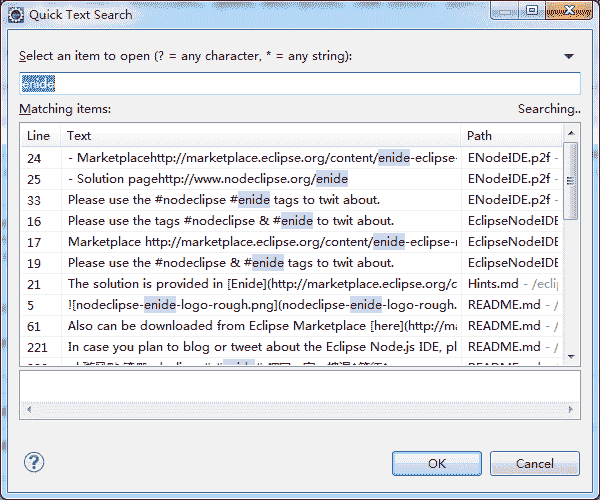 Quick Text Search
Select an item to open (? = any character, * = any string):
enide
Matching items: Searching..
Line Text Path
24 - Marketplacehttp://marketplace.eclipse.org/content/enide-eclipse- ENodeIDE.p2f -
25 - Solution pagehttp://www.nodeclipse.org/enide ENodeIDE.p2f -
33 Please use the #nodeclipse #enide tags to twit about. ENodeIDE.p2f -
16 Please use the tags #nodeclipse & #enide to twit about. EclipseNodeIDE
17 Marketplace http://marketplace.eclipse.org/content/enide-eclipse- EclipseNodeIDE
19 Please use the #nodeclipse & #enide tags to twit about. EclipseNodeIDE
21 The solution is provided in [Enide](http://marketplace.eclipse.org/c Hints.md - /ecli
5 ![nodeclipse-enide-logo-rough.png](nodeclipse-enide-logo-rough. README.md - /
61 Also can be downloaded from Eclipse Marketplace [here](http://ma README.md - /
221 In case you plan to blog or tweet about the Eclipse Node.js IDE, pl README.md - /
OK Cancel